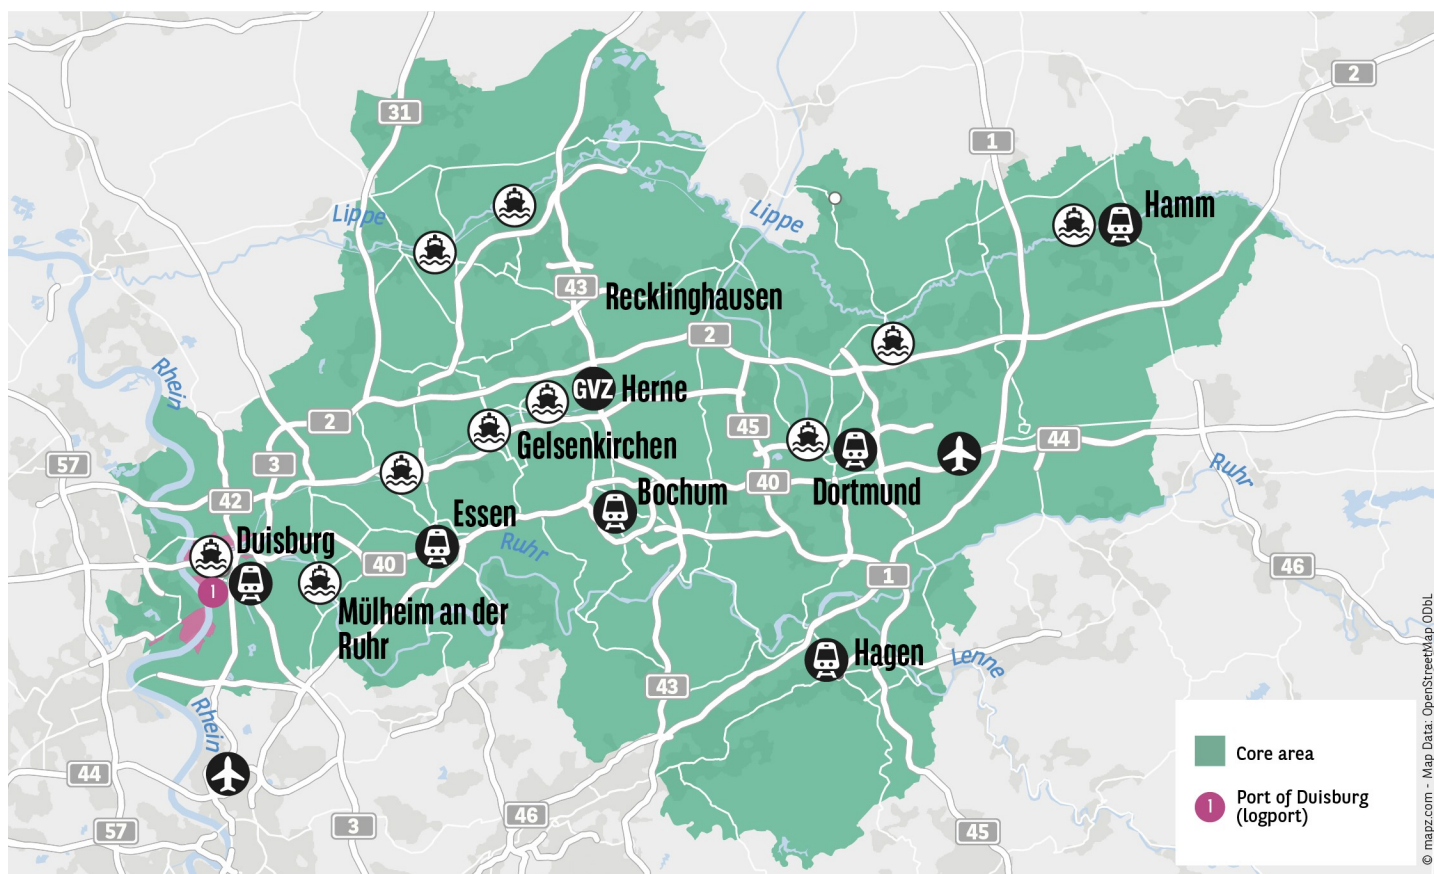 31
2
1
Lippe
Lippe
Hamm
43
Recklinghausen
2
Rhein
GVZ
Herne
2
45
Gelsenkirchen
44
57
3
40
Ruhr
42
Bochum
Dortmund
Essen
Duisburg
Ruhr
40
1
46
1
Mülheim an der
Ruhr
Hagen
Lenne
43
Rhein
44
46
57
3
45
Core area
1
Port of Duisburg
(logport)
© mapz.com - Map Data: OpenStreetMap ODbL